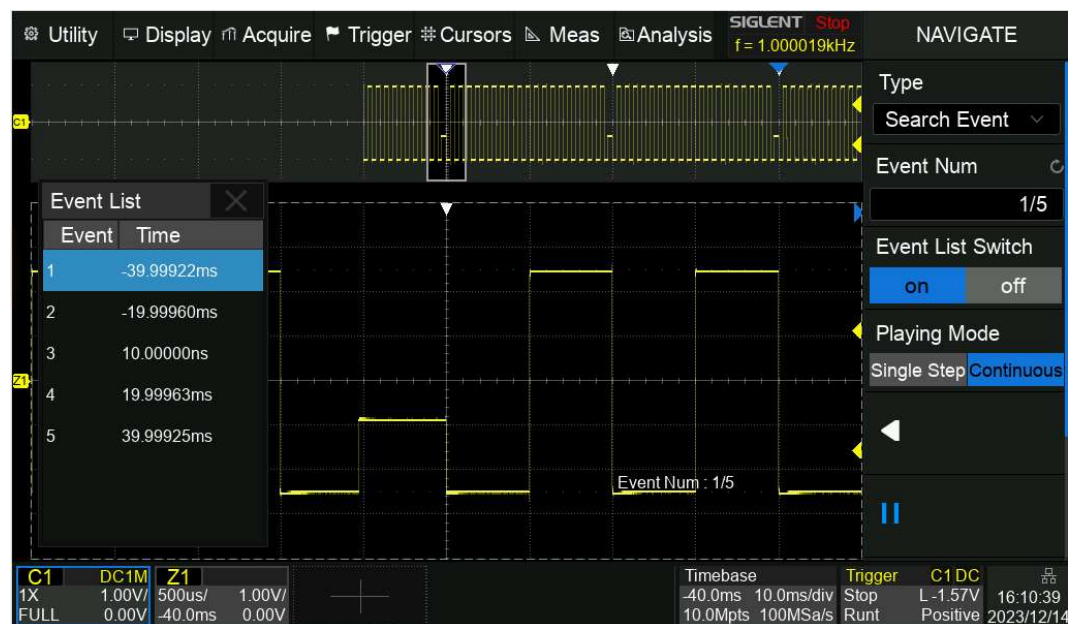 Utility Display Acquire Trigger Cursors Meas Analysis SIGLENT Stop NAVIGATE
f = 1.000019kHz
Type
Search Event
C1
Event Num
1/5
Event List
Event Time
1 -39.99922ms
2 -19.99960ms
3 10.00000ns
4 19.99963ms
5 39.99925ms
Event List Switch
on off
Playing Mode
Single Step Continuous
Z1
Event Num : 1/5
C1 DC1M
1X 1.00V/
FULL 0.00V
Z1
500us/ 1.00V/
-40.0ms 0.00V
Timebase
-40.0ms 10.0ms/div
10.0Mpts 100MSa/s
Trigger C1 DC
Stop L -1.57V
Runt Positive
16:10:39
2023/12/14